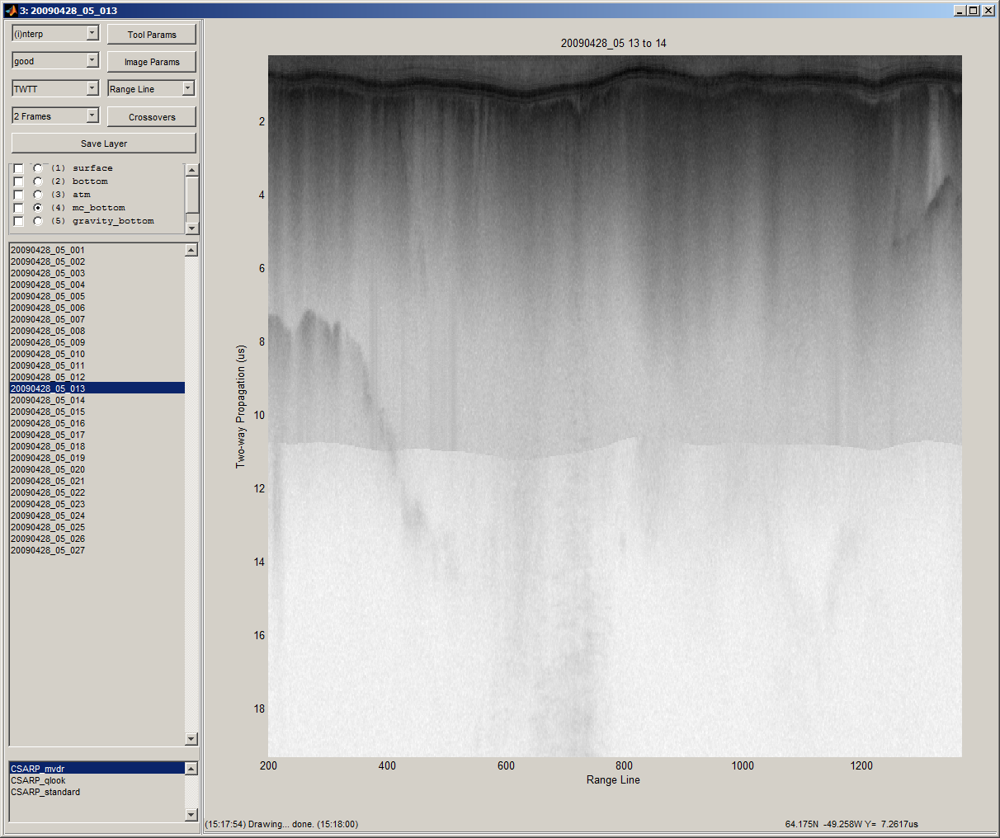 3: 20090428_05_013
(i)nterp
Tool Params
good
Image Params
TWTT
Range Line
2 Frames
Crossovers
Save Layer
(1) surface
(2) bottom
(3) atm
(4) mc_bottom
(5) gravity_bottom
20090428_05_001
20090428_05_002
20090428_05_003
20090428_05_004
20090428_05_005
20090428_05_006
20090428_05_007
20090428_05_008
20090428_05_009
20090428_05_010
20090428_05_011
20090428_05_012
20090428_05_013
20090428_05_014
20090428_05_015
20090428_05_016
20090428_05_017
20090428_05_018
20090428_05_019
20090428_05_020
20090428_05_021
20090428_05_022
20090428_05_023
20090428_05_024
20090428_05_025
20090428_05_026
20090428_05_027
CSARP_mvdr
CSARP_qlook
CSARP_standard
20090428_05 13 to 14
2
4
6
8
10
12
14
16
18
Two-way Propagation (us)
200 400 600 800 1000 1200
Range Line
(15:17:54) Drawing... done. (15:18:00)
64.175N -49.258W Y= 7.2617us